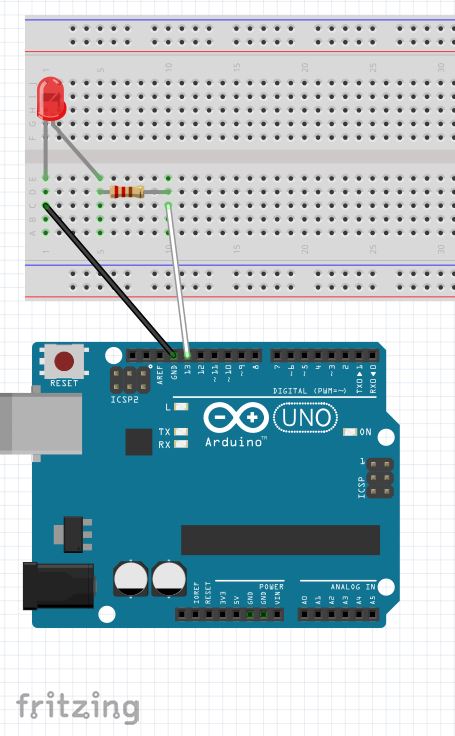 1 5 10 15 20 25 30
J
I
H
G
F
E
D
C
B
A
1 5 10 15 20 25 30
RESET
ICSP2
AREF
GND
13
12
~11
~10
~9
8
7
~6
~5
4
~3
2
TX0▶1
RX0◀0
DIGITAL (PWM=~)
L
TX
RX
Arduino™
UNO
ON
1
ICSP
POWER
ANALOG IN
IOREF
RESET
3V3
5V
GND
GND
VIN
A0
A1
A2
A3
A4
A5
fritzing